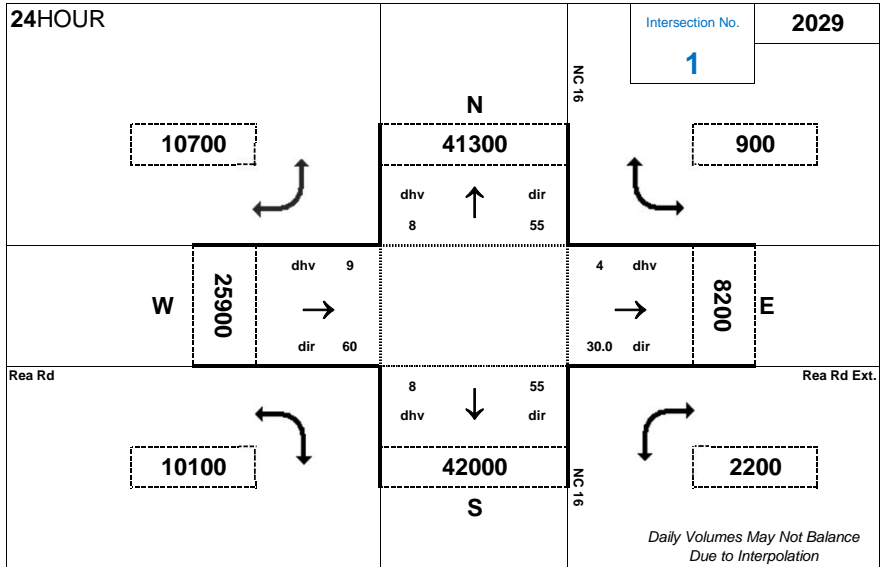 24HOUR
Intersection No.
1
2029
NC 16
N
10700
41300
900
dhv
dir
8
55
W
25900
dhv 9
dir 60
4 dhv
30.0 dir
8200
E
Rea Rd
Rea Rd Ext.
8
55
dhv
dir
10100
42000
2200
NC 16
S
Daily Volumes May Not Balance
Due to Interpolation